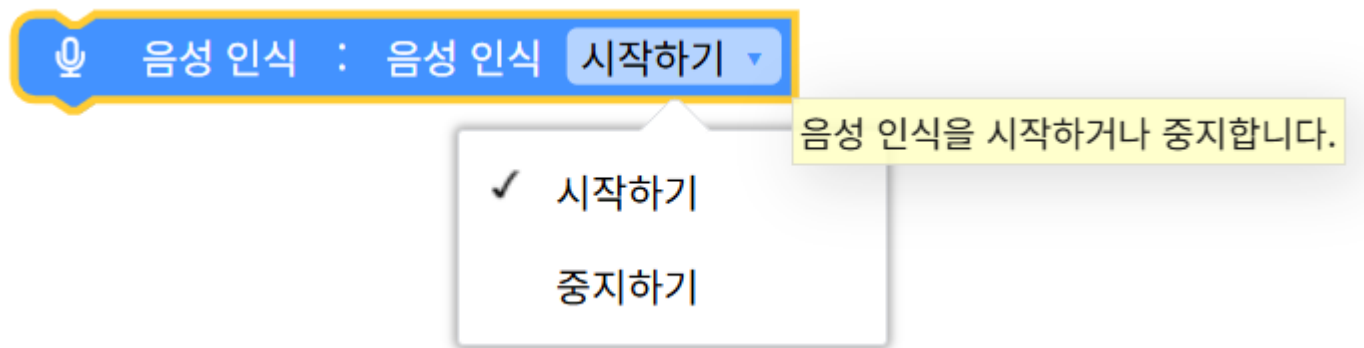 음성 인식 : 음성 인식 시작하기
음성 인식을 시작하거나 중지합니다.
시작하기
중지하기